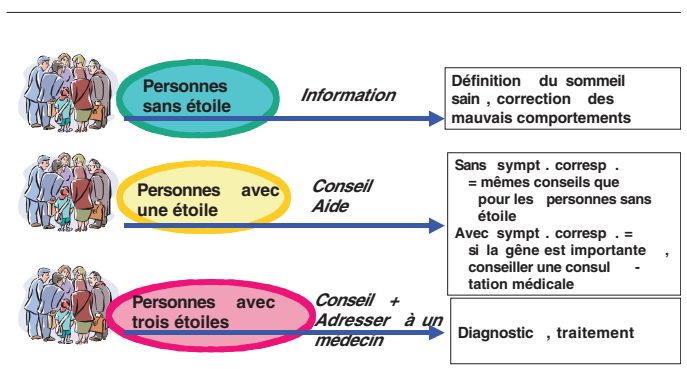 Personnes
sans étoile
Information
Définition du sommeil
sain , correction des
mauvais comportements
Personnes avec
une étoile
Conseil
Aide
Sans sympt . corresp .
= mêmes conseils que
pour les personnes sans
étoile
Avec sympt . corresp . =
si la gêne est importante ,
conseiller une consul -
tation médicale
Personnes avec
trois étoiles
Conseil +
Adresser à un
médecin
Diagnostic , traitement